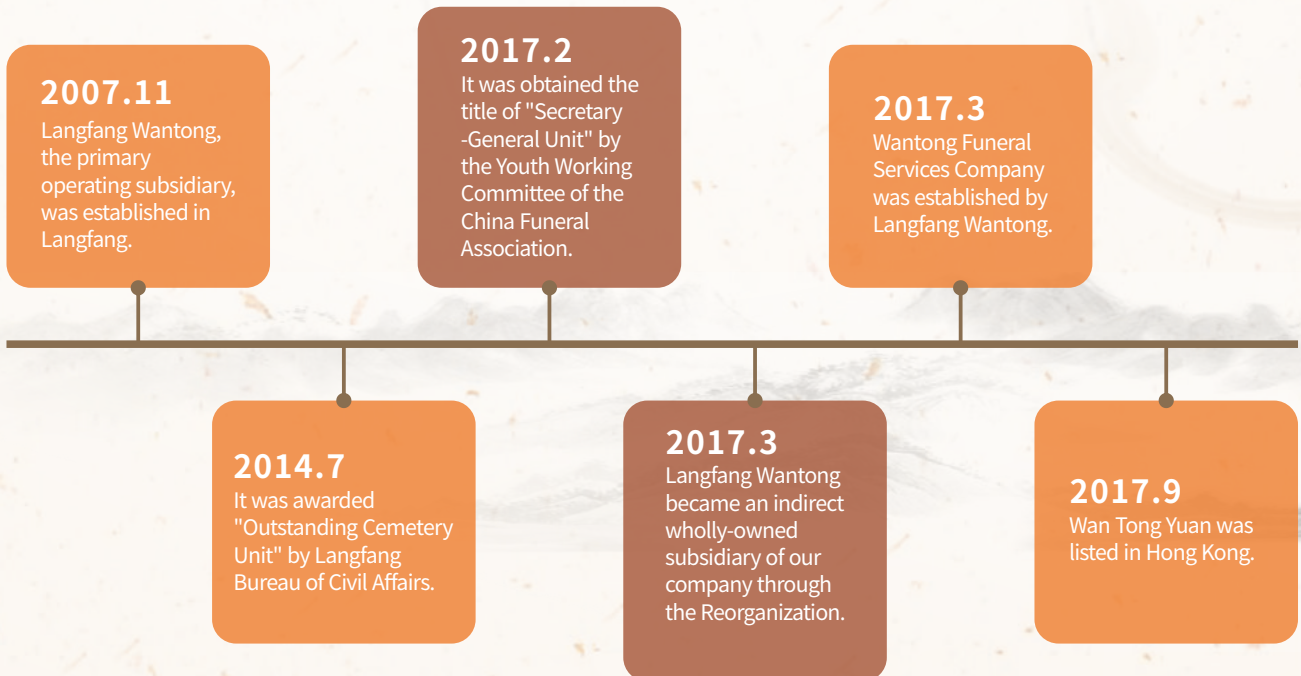 2007.11
Langfang Wantong,
the primary
operating subsidiary,
was established in
Langfang.
2014.7
It was awarded
"Outstanding Cemetery
Unit" by Langfang
Bureau of Civil Affairs.
2017.2
It was obtained the
title of "Secretary
-General Unit" by
the Youth Working
Committee of the
China Funeral
Association.
2017.3
Langfang Wantong
became an indirect
wholly-owned
subsidiary of our
company through
the Reorganization.
2017.3
Wantong Funeral
Services Company
was established by
Langfang Wantong.
2017.9
Wan Tong Yuan was
listed in Hong Kong.